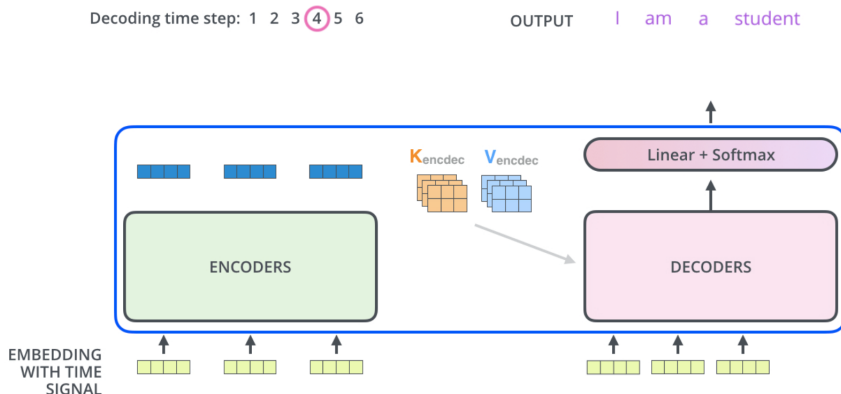 Decoding time step: 1 2 3 4 5 6
OUTPUT I am a student
Kencdec Vencdec
Linear + Softmax
ENCODERS
DECODERS
EMBEDDING
WITH TIME
SIGNAL